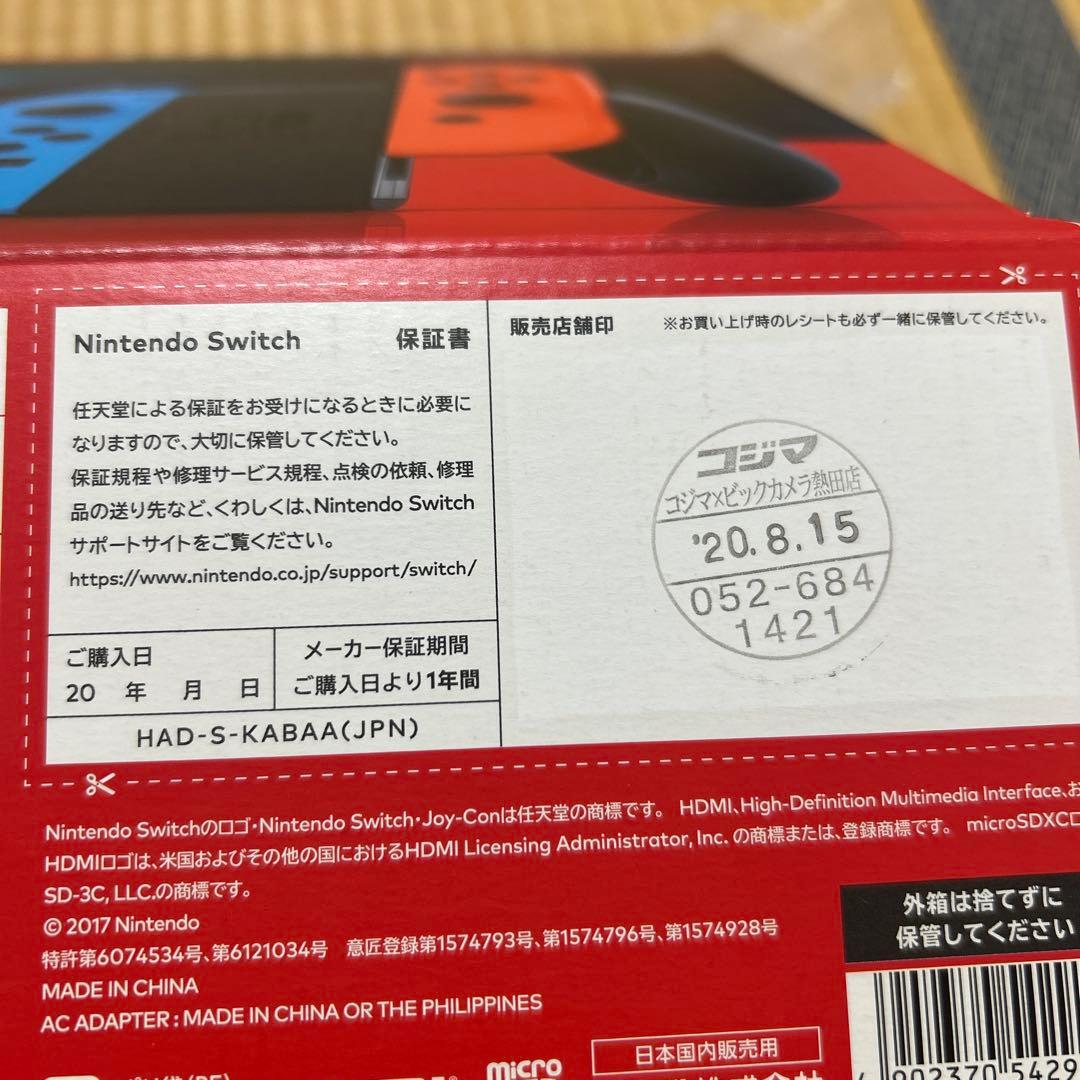 Nintendo Switch 保証書
任天堂による保証をお受けになるときに必要に
なりますので、大切に保管してください。
保証規程や修理サービス規程、点検の依頼、修理
品の送り先など、くわしくは、Nintendo Switch
サポートサイトをご覧ください。
https://www.nintendo.co.jp/support/switch/
ご購入日
20 年 月 日
メーカー保証期間
ご購入日より1年間
HAD-S-KABAA(JPN)
販売店舗印 ※お買い上げ時のレシートも必ず一緒に保管してください。
コジマ
コジマ×ビックカメラ熱田店
'20.8.15
052-684
1421
Nintendo Switchのロゴ・Nintendo Switch・Joy-Conは任天堂の商標です。 HDMI、High-Definition Multimedia Interface、お
HDMIロゴは、米国およびその他の国におけるHDMI Licensing Administrator, Inc. の商標または、登録商標です。 microSDXCロ
SD-3C, LLC.の商標です。
© 2017 Nintendo
特許第6074534号、第6121034号 意匠登録第1574793号、第1574796号、第1574928号
MADE IN CHINA
AC ADAPTER : MADE IN CHINA OR THE PHILIPPINES
外箱は捨てずに
保管してください
日本国内販売用
micro
4 902370 5429